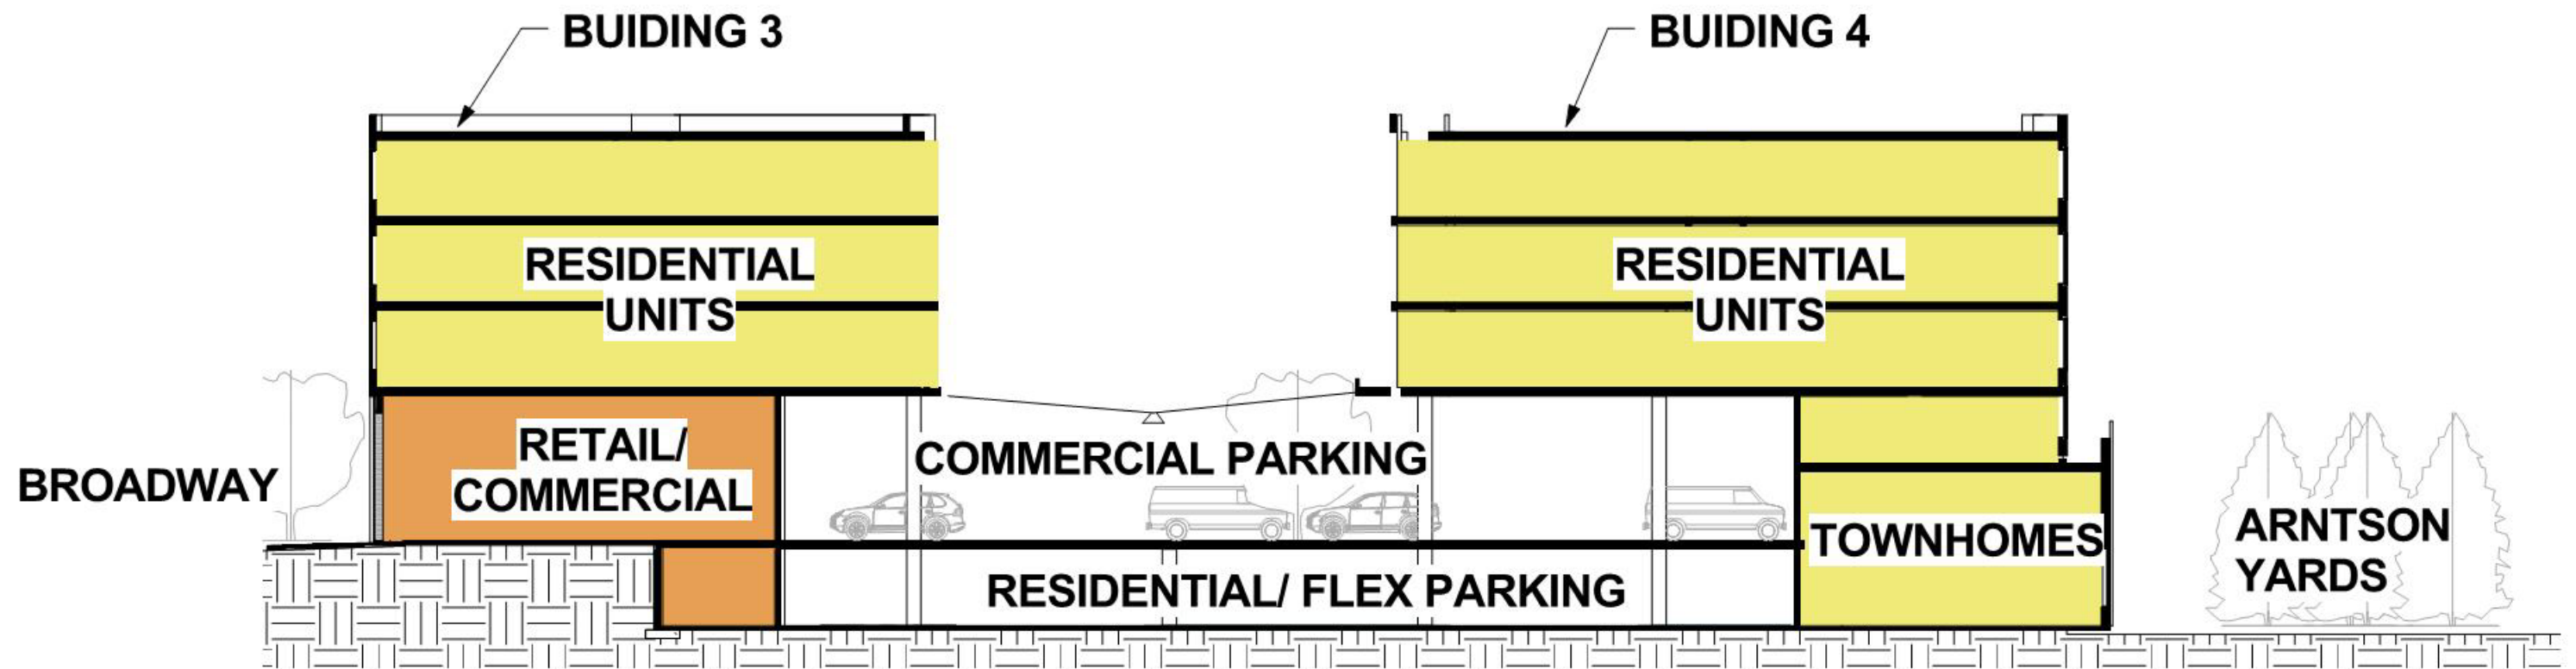 BUIDING 3
BUIDING 4
RESIDENTIAL
UNITS
RESIDENTIAL
UNITS
BROADWAY
RETAIL/
COMMERCIAL
COMMERCIAL PARKING
RESIDENTIAL/ FLEX PARKING
TOWNHOMES
ARNTSON
YARDS